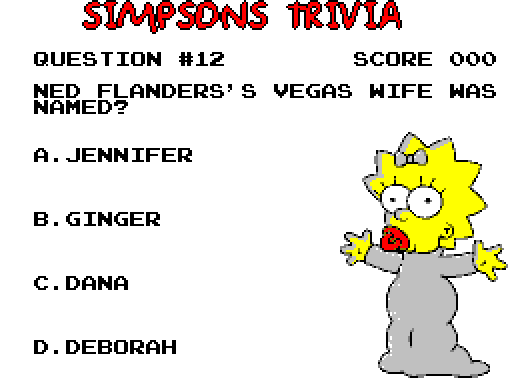 SIMPSONS TRIVIA
QUESTION #12 SCORE 000
NED FLANDERS'S VEGAS WIFE WAS
NAMED?
A.JENNIFER
B.GINGER
C.DANA
D.DEBORAH